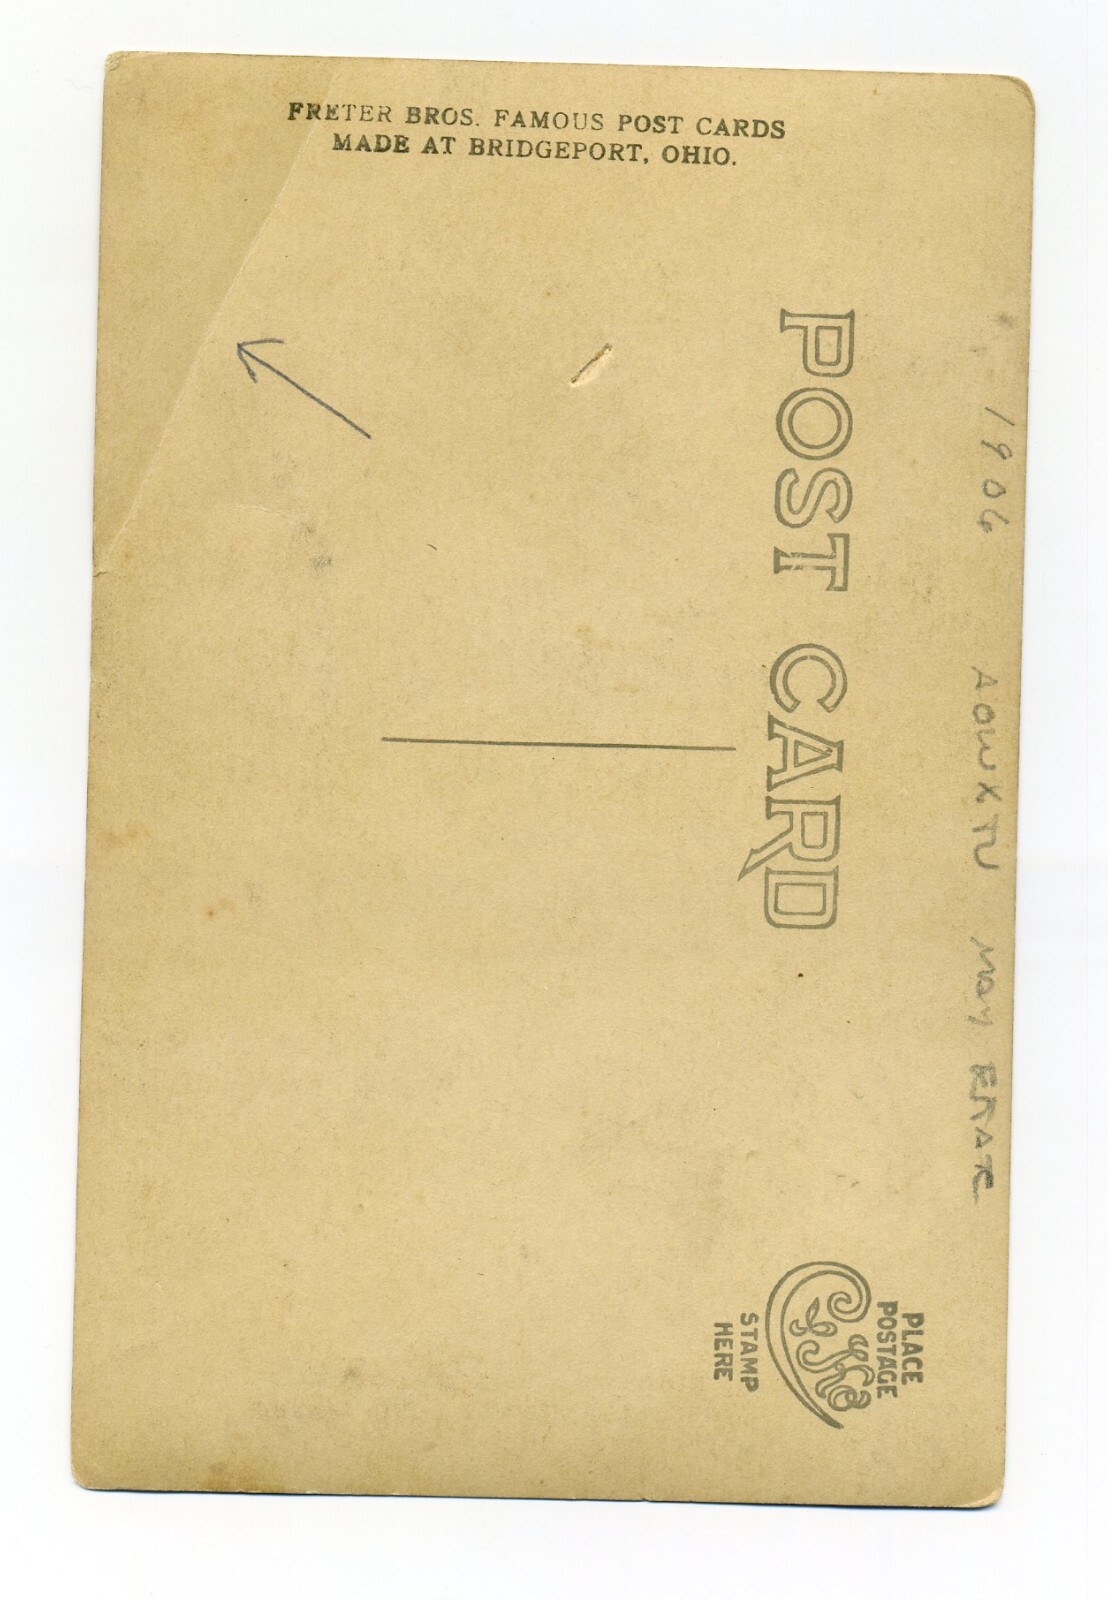 FRETER BROS. FAMOUS POST CARDS
MADE AT BRIDGEPORT, OHIO.
1906
POST CARD
PLACE
POSTAGE
STAMP
HERE